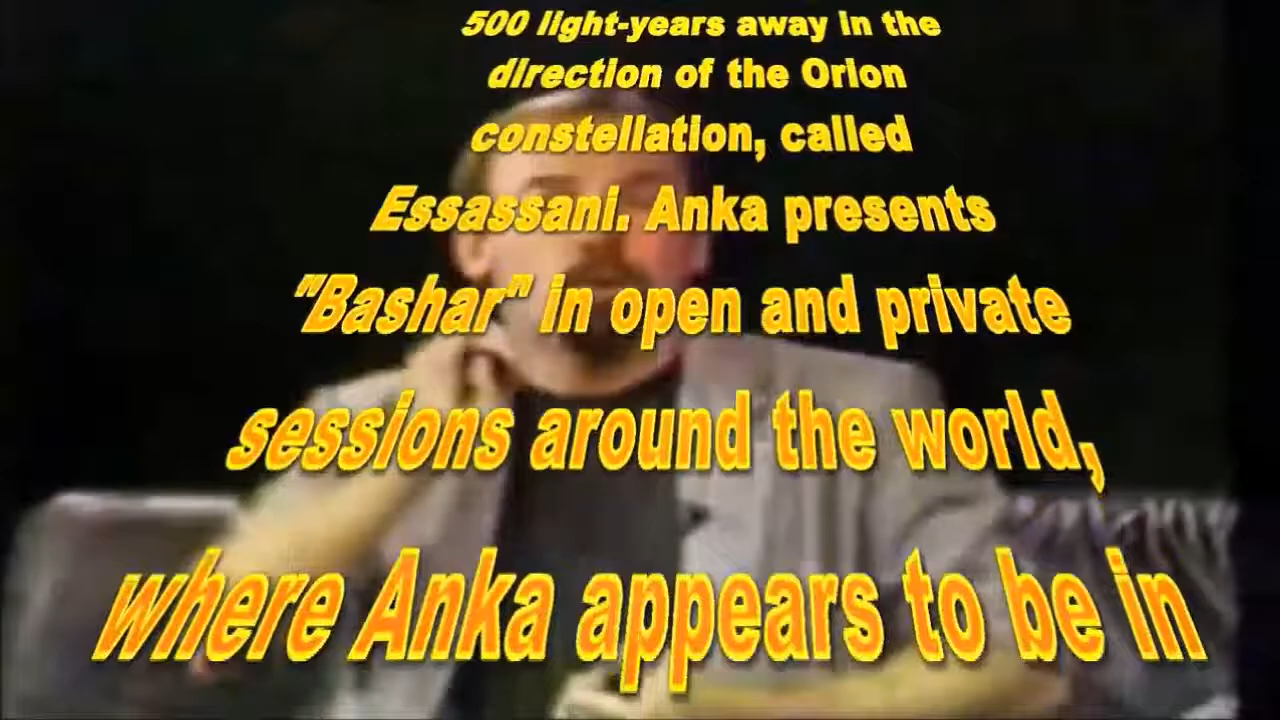 500 light-years away in the
direction of the Orion
constellation, called
Essassani. Anka presents
"Bashar" in open and private
sessions around the world,
where Anka appears to be in